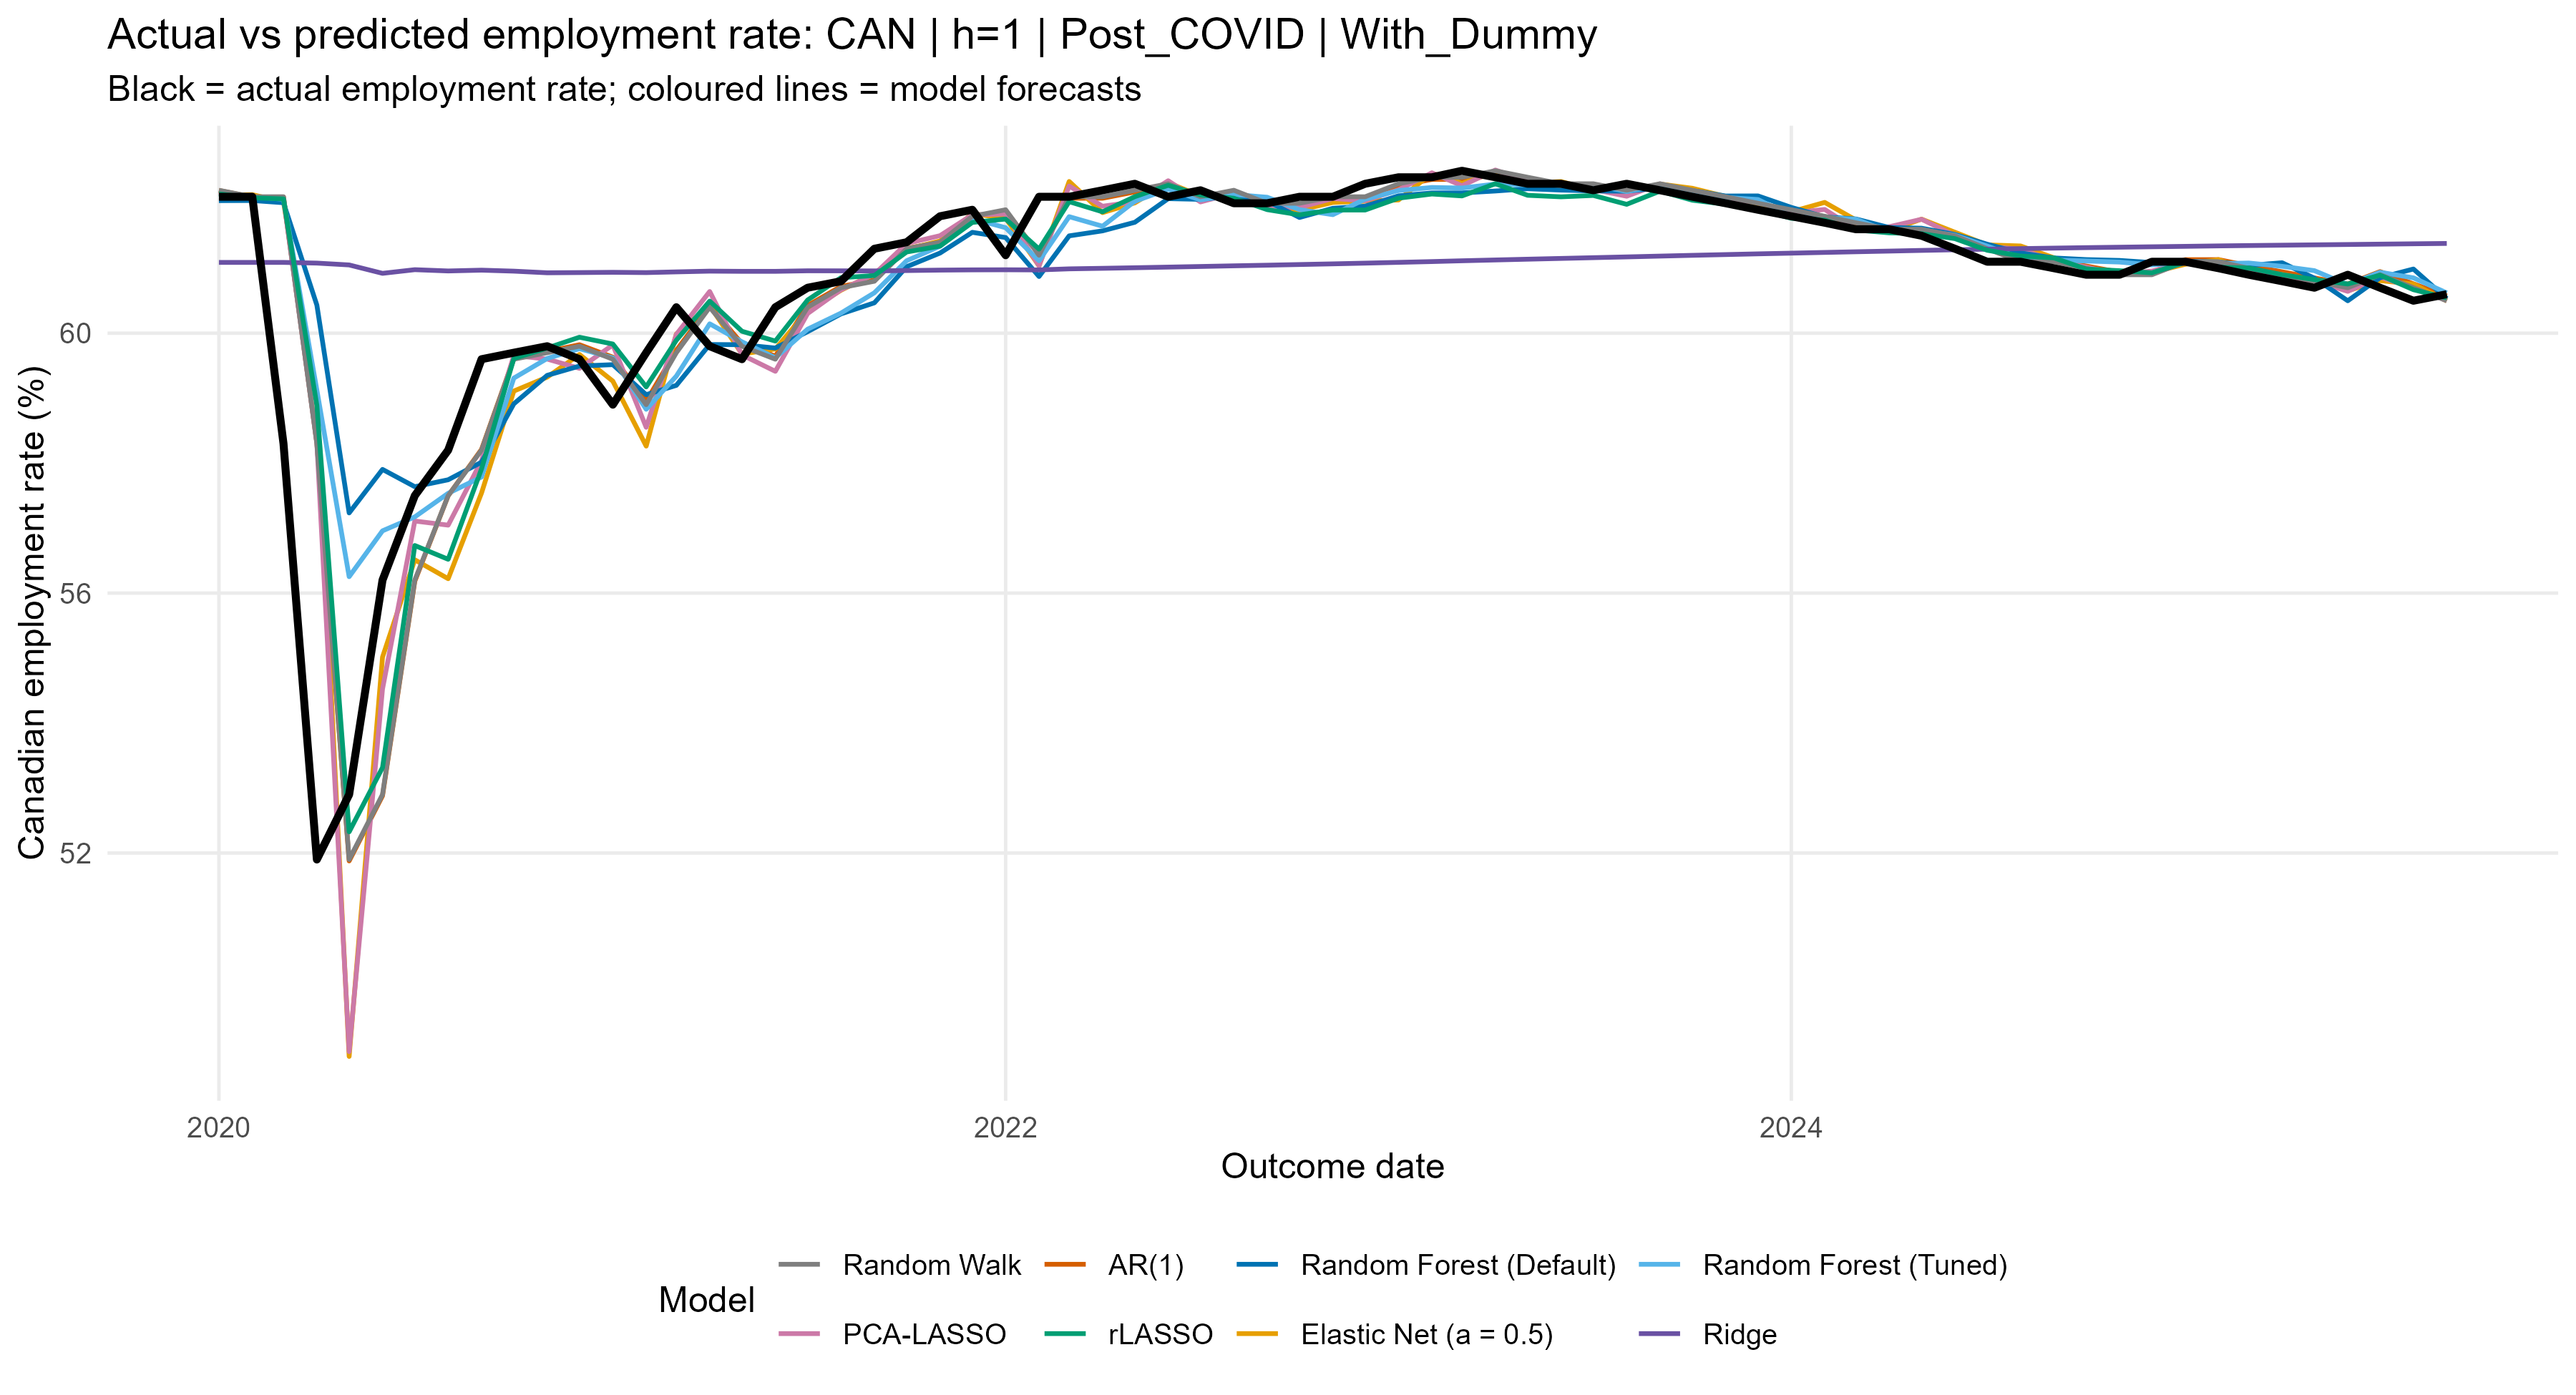 Actual vs predicted employment rate: CAN | h=1 | Post_COVID | With_Dummy
Black = actual employment rate; coloured lines = model forecasts
Canadian employment rate (%)
60
56
52
2020 2022 2024
Outcome date
Model
Random Walk AR(1) Random Forest (Default) Random Forest (Tuned)
PCA-LASSO rLASSO Elastic Net (a = 0.5) Ridge